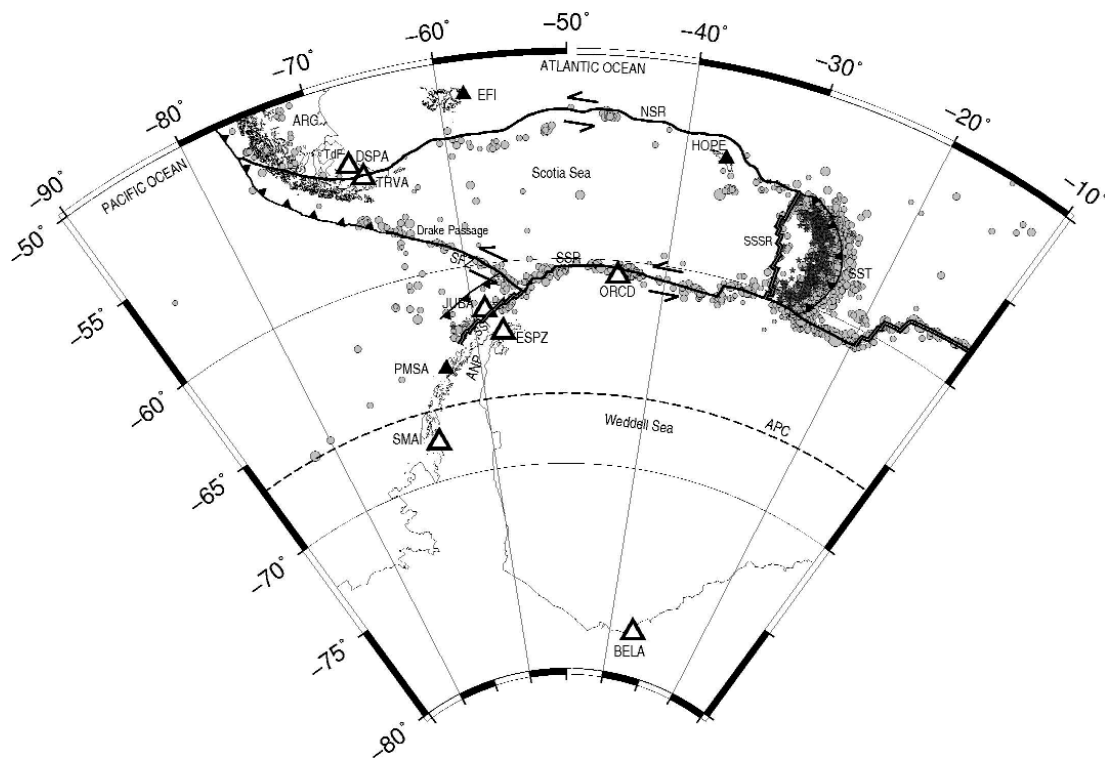 −−50°
−−60°
−−40°
−−70°
−−30°
−−80°
−−20°
−−90°
−−10°
ATLANTIC OCEAN
EFI
NSR
ARG
HOPE
TdF
DSPA
TRVA
Scotia Sea
PACIFIC OCEAN
−50°
Drake Passage
SSSR
SST
SSR
SFZ
−55°
ORCD
JUBA
ESPZ
ANP
PMSA
−60°
Weddell Sea
APC
SMAI
−65°
−70°
−75°
BELA
−80°